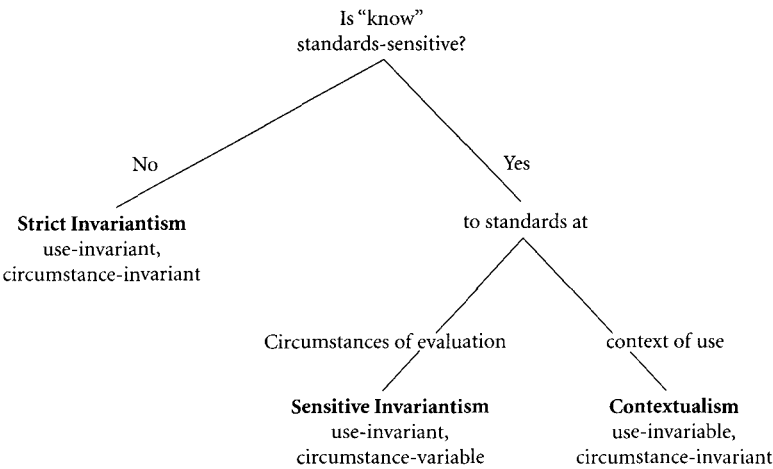 Is “know”
standards-sensitive?
No
Yes
Strict Invariantism
use-invariant,
circumstance-invariant
to standards at
Circumstances of evaluation
context of use
Sensitive Invariantism
use-invariant,
circumstance-variable
Contextualism
use-invariable,
circumstance-invariant